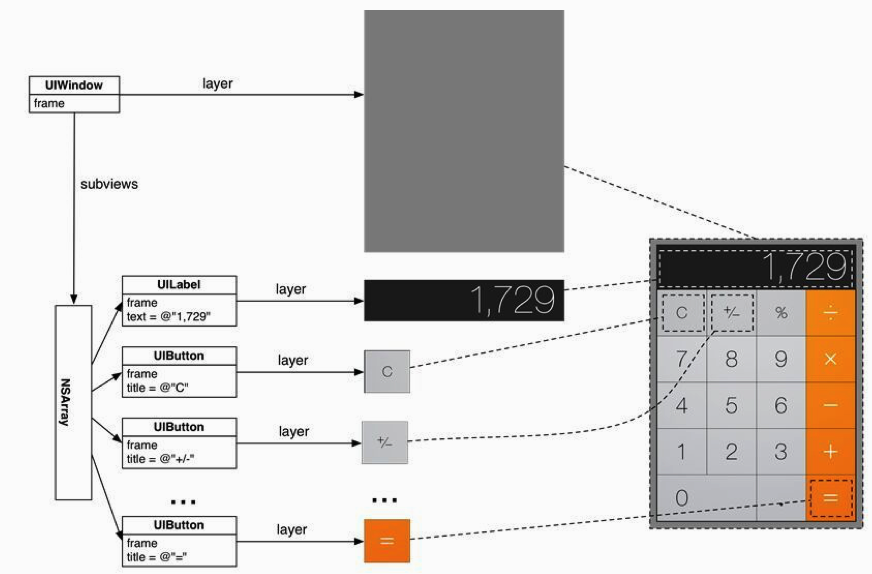 UIWindow
frame
layer
subviews
UILabel
frame
text = @"1,729"
layer
1,729
UIButton
frame
title = @"C"
layer
C
UIButton
frame
title = @"+/-"
layer
+/-
NSArray
...
...
UIButton
frame
title = @"="
layer
=
1,729
C +/- % ÷
7 8 9 ×
4 5 6 −
1 2 3 +
0 . =